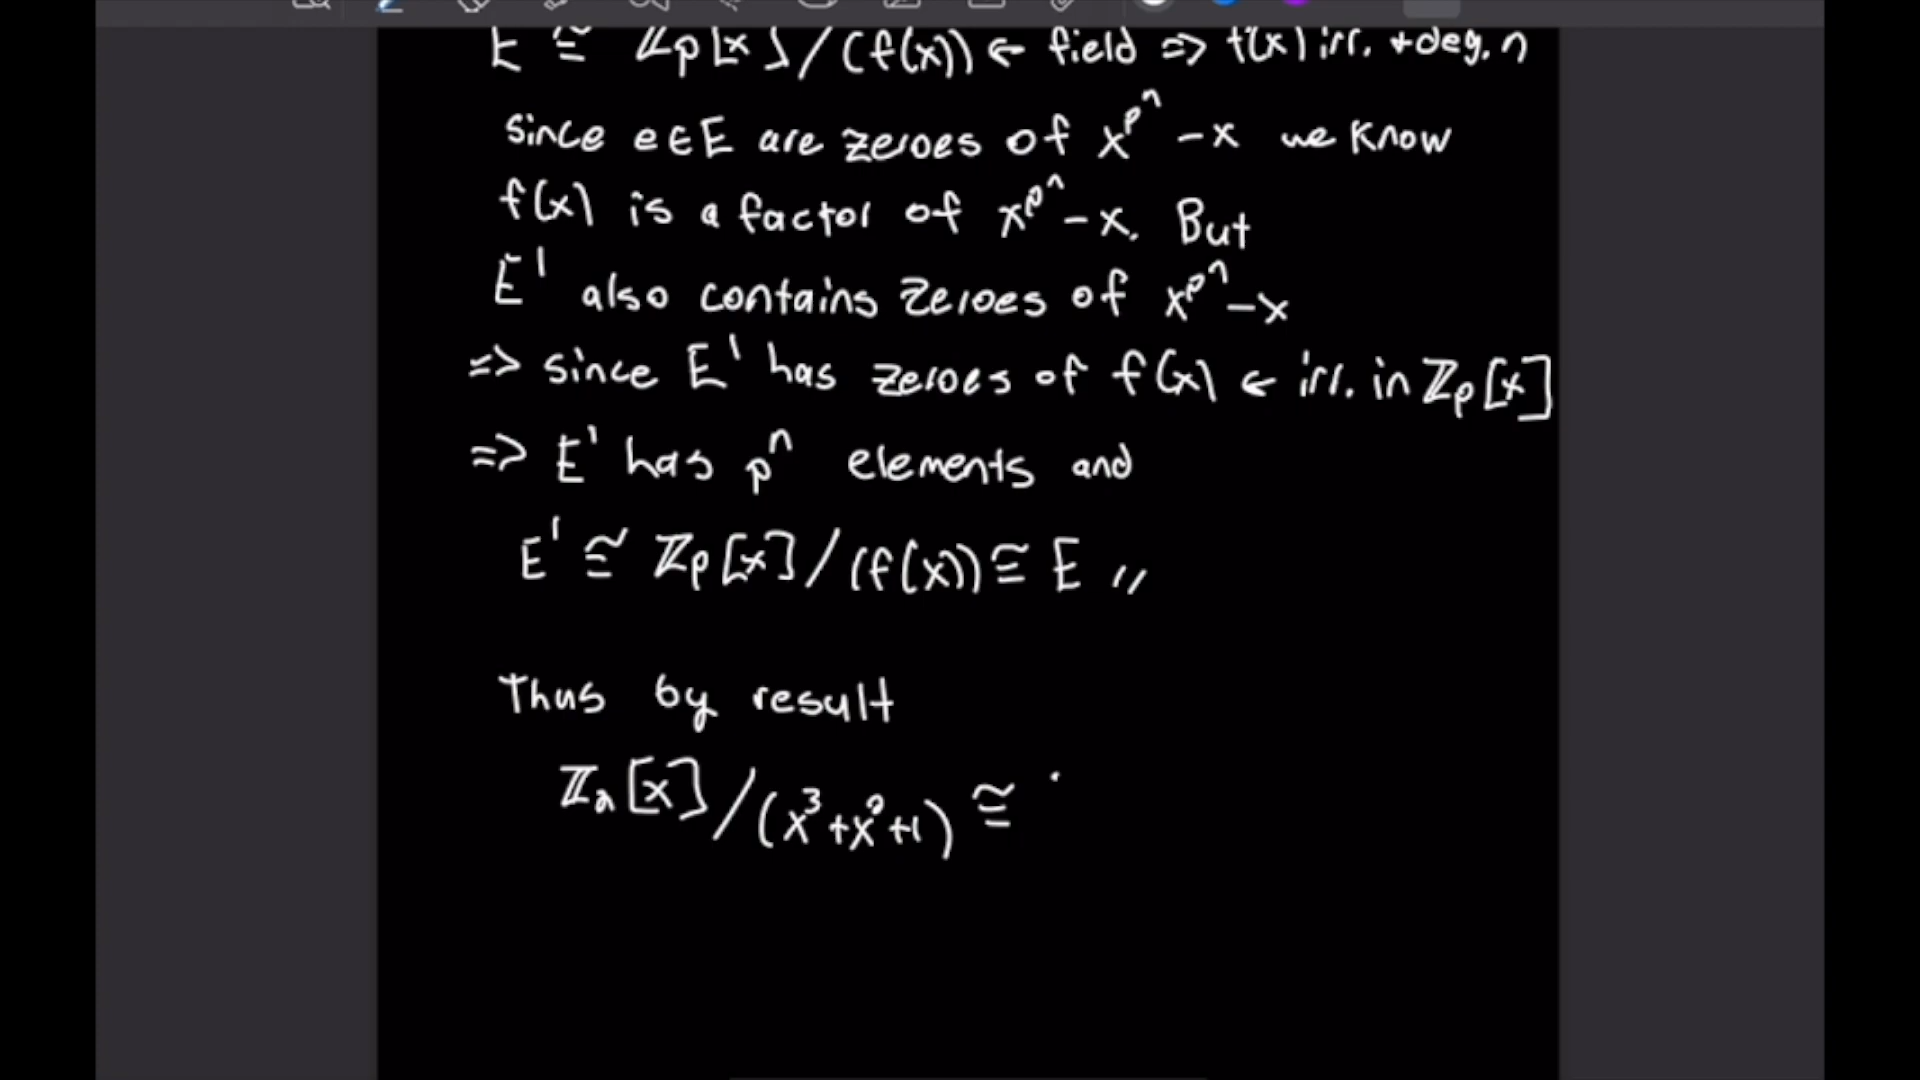 E ≅ ℤp[x]/(f(x)) ← field => f(x) irr. + deg. n
since e∈E are zeroes of x^p^n - x we know
f(x) is a factor of x^p^n - x. But
E' also contains zeroes of x^p^n - x
=> since E' has zeroes of f(x) ← irr. in ℤp[x]
=> E' has p^n elements and
E' ≅ ℤp[x]/(f(x)) ≅ E //
Thus by result
ℤ₂[x]/(x³+x²+1) ≅